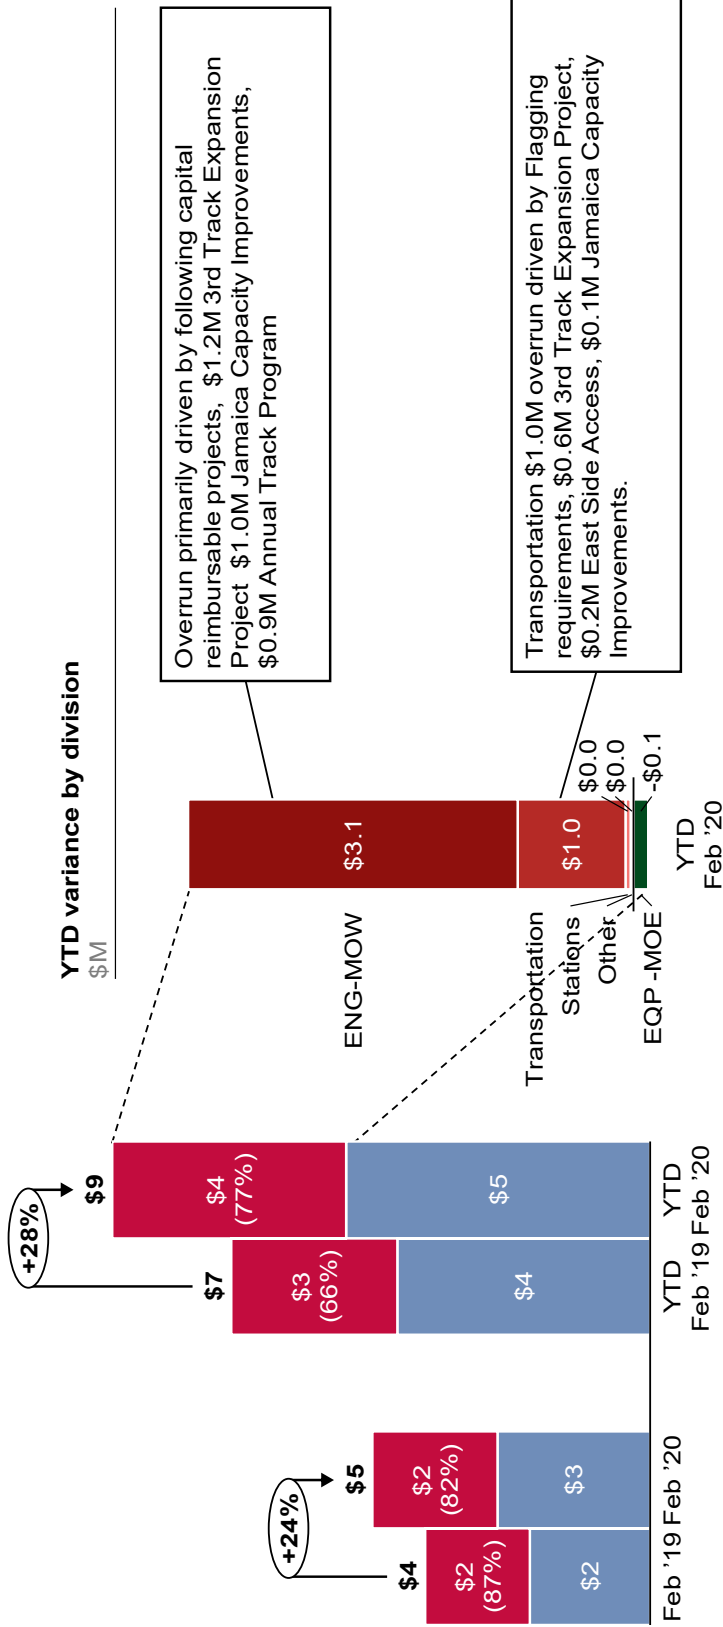 +24%
$4
$5
$2
(87%)
$2
(82%)
$2
$3
Feb ’19 Feb ’20
+28%
$7
$9
$3
(66%)
$4
(77%)
$4
$5
YTD
Feb ’19
YTD
Feb ’20
YTD variance by division
$M
ENG-MOW
$3.1
Transportation
$1.0
Stations
$0.0
Other
$0.0
EQP -MOE
-$0.1
YTD
Feb ’20
Overrun primarily driven by following capital
reimbursable projects, $1.2M 3rd Track Expansion
Project $1.0M Jamaica Capacity Improvements,
$0.9M Annual Track Program
Transportation $1.0M overrun driven by Flagging
requirements, $0.6M 3rd Track Expansion Project,
$0.2M East Side Access, $0.1M Jamaica Capacity
Improvements.